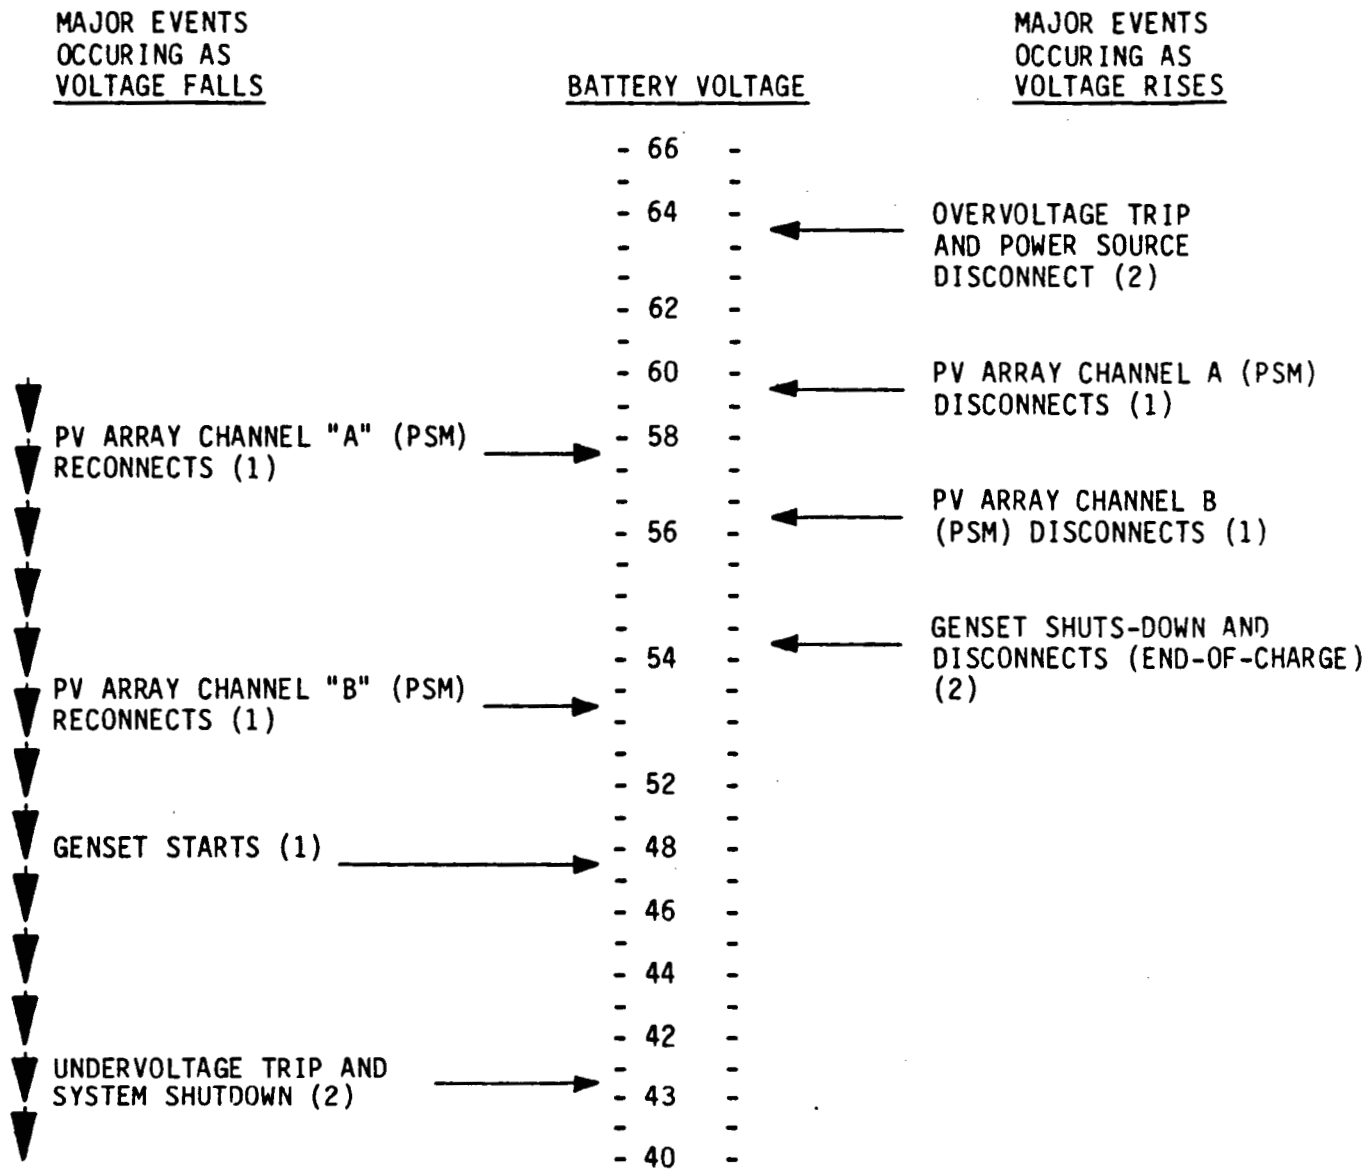 MAJOR EVENTS
OCCURING AS
VOLTAGE FALLS
BATTERY VOLTAGE
MAJOR EVENTS
OCCURING AS
VOLTAGE RISES
- 66 -
- -
- 64 -
- -
- -
- 62 -
- -
- 60 -
- -
- 58 -
- -
- -
- 56 -
- -
- -
- -
- 54 -
- -
- -
- -
- 52 -
- -
- 48 -
- -
- 46 -
- -
- 44 -
- -
- 42 -
- -
- 43 -
- -
- 40 -
PV ARRAY CHANNEL "A" (PSM)
RECONNECTS (1)
PV ARRAY CHANNEL "B" (PSM)
RECONNECTS (1)
GENSET STARTS (1)
UNDERVOLTAGE TRIP AND
SYSTEM SHUTDOWN (2)
OVERVOLTAGE TRIP
AND POWER SOURCE
DISCONNECT (2)
PV ARRAY CHANNEL A (PSM)
DISCONNECTS (1)
PV ARRAY CHANNEL B
(PSM) DISCONNECTS (1)
GENSET SHUTS-DOWN AND
DISCONNECTS (END-OF-CHARGE)
(2)